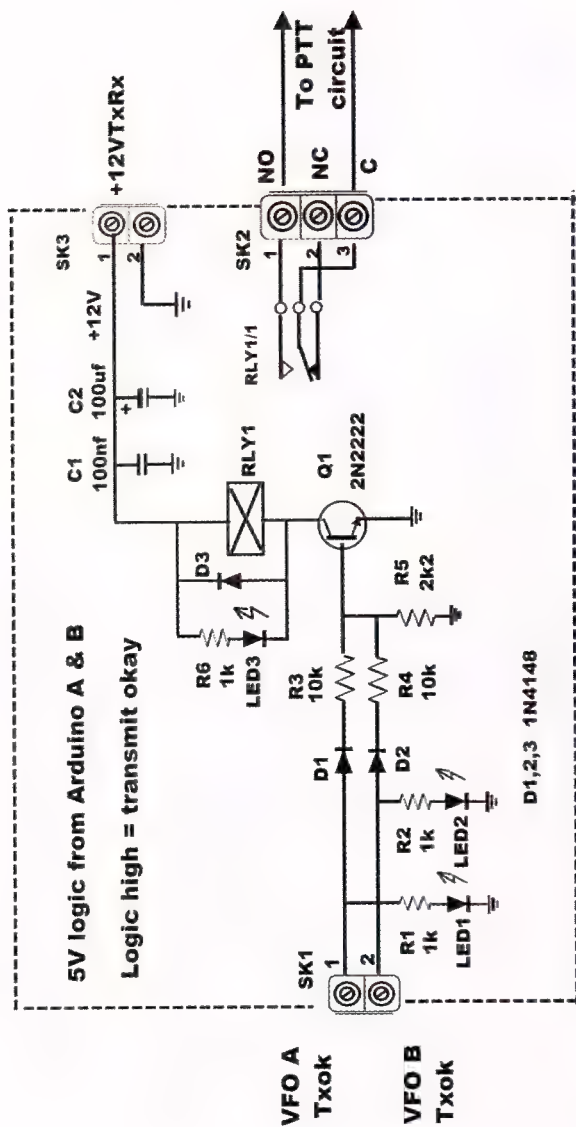 5V logic from Arduino A & B
Logic high = transmit okay
SK3
+12VTxRx
1
2
+12V
C1
100nf
C2
100uf
+
RLY1
D3
R6
1k
LED3
Q1
2N2222
R3
10k
R4
10k
R5
2k2
D1
D2
RLY1/1
SK2
1
2
3
NO
NC
C
To PTT
circuit
SK1
1
2
VFO A
Txok
VFO B
Txok
R1
1k
LED1
R2
1k
LED2
D1,2,3 1N4148